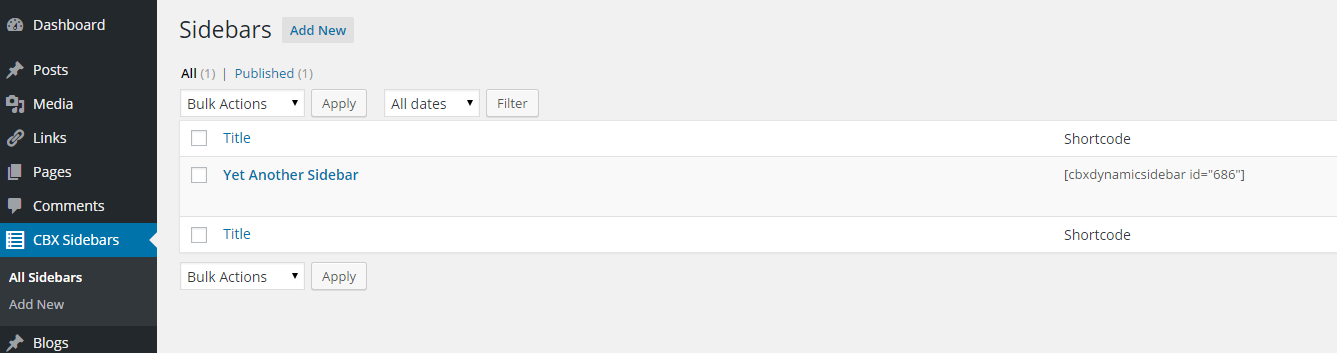 Dashboard
Posts
Media
Links
Pages
Comments
CBX Sidebars
All Sidebars
Add New
Blogs
Sidebars Add New
All (1) | Published (1)
Bulk Actions Apply All dates Filter
Title Shortcode
Yet Another Sidebar [cbxdynamicsidebar id="686"]
Title Shortcode
Bulk Actions Apply